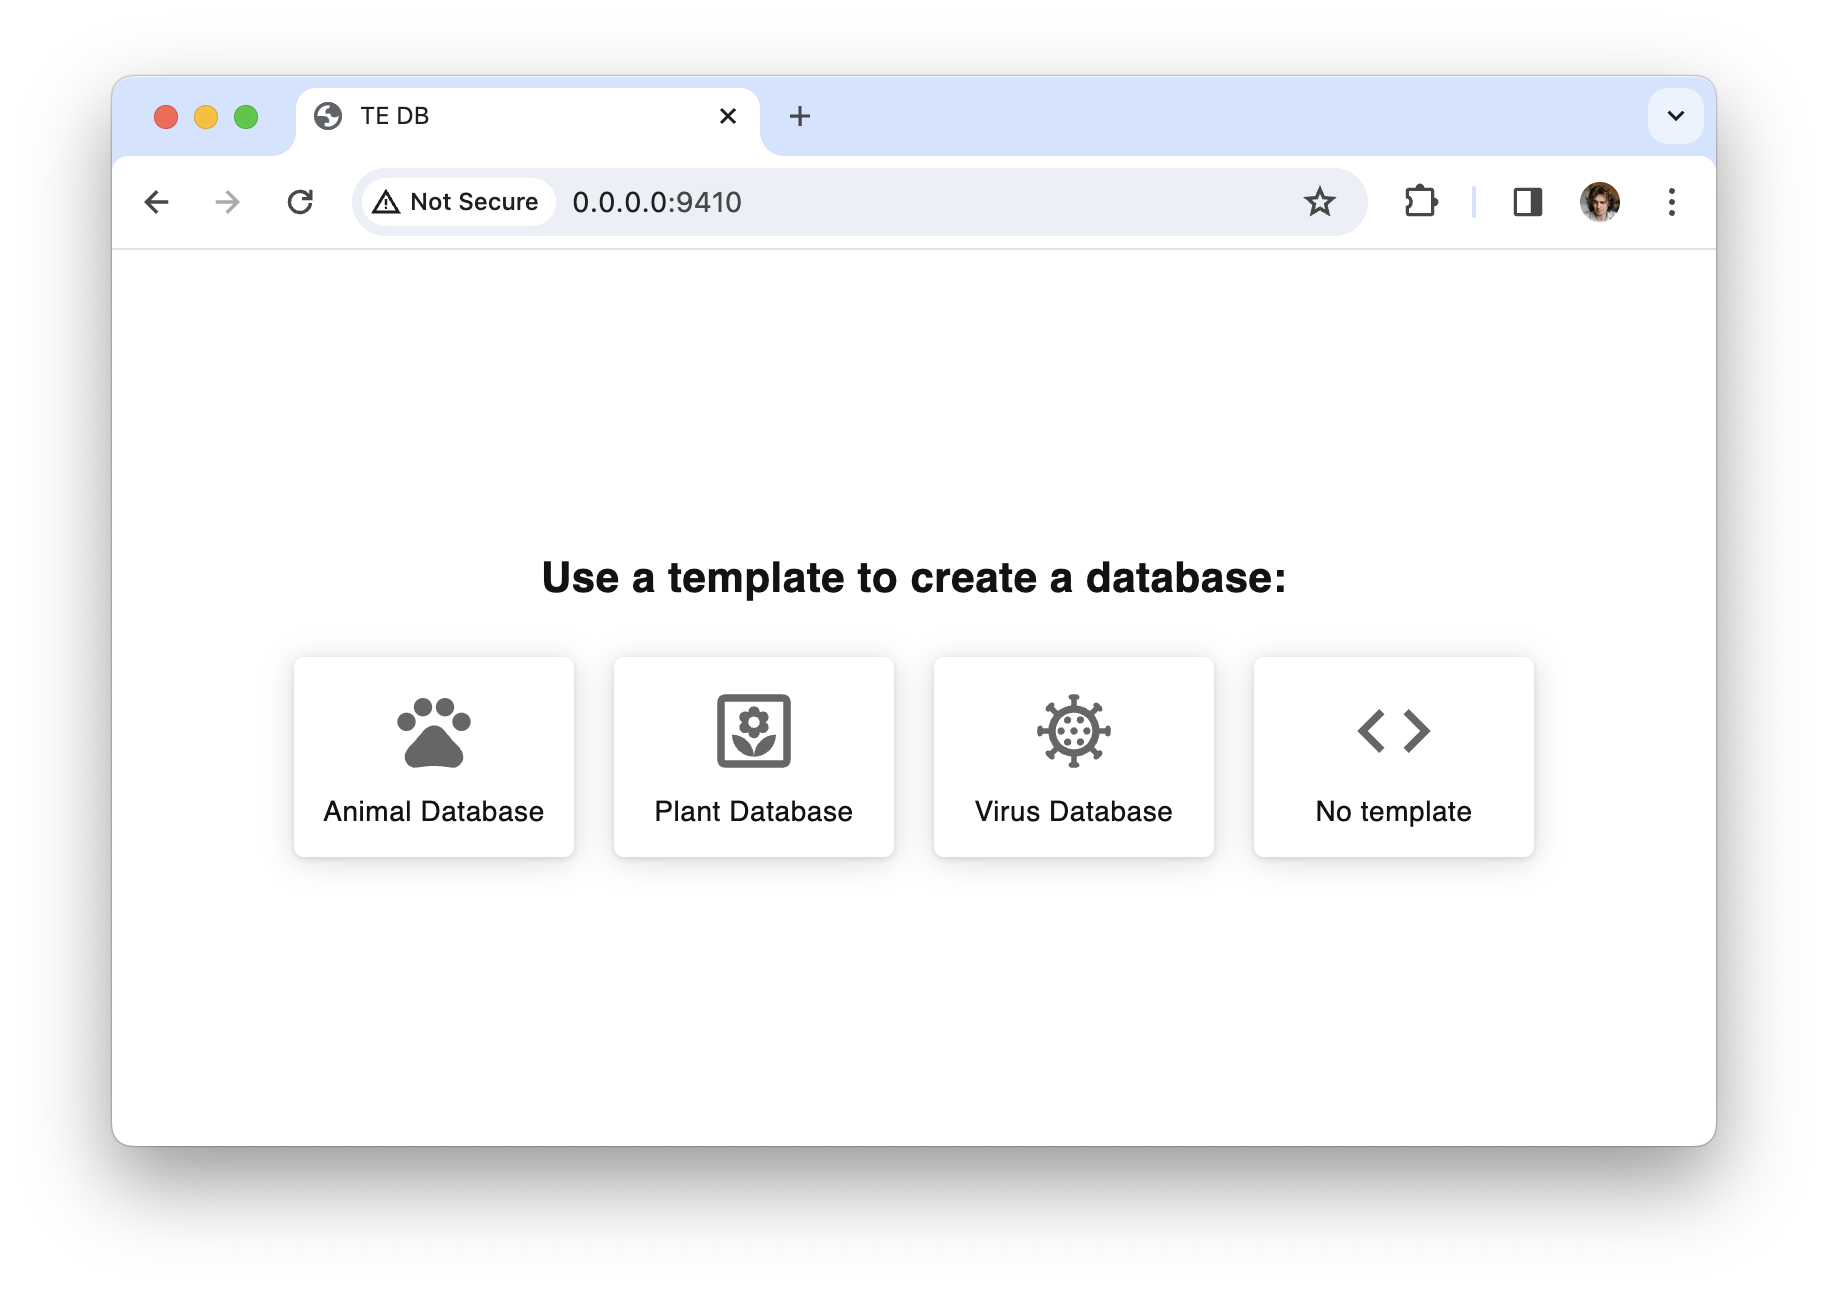 TE DB
Not Secure 0.0.0.0:9410
Use a template to create a database:
Animal Database
Plant Database
Virus Database
No template